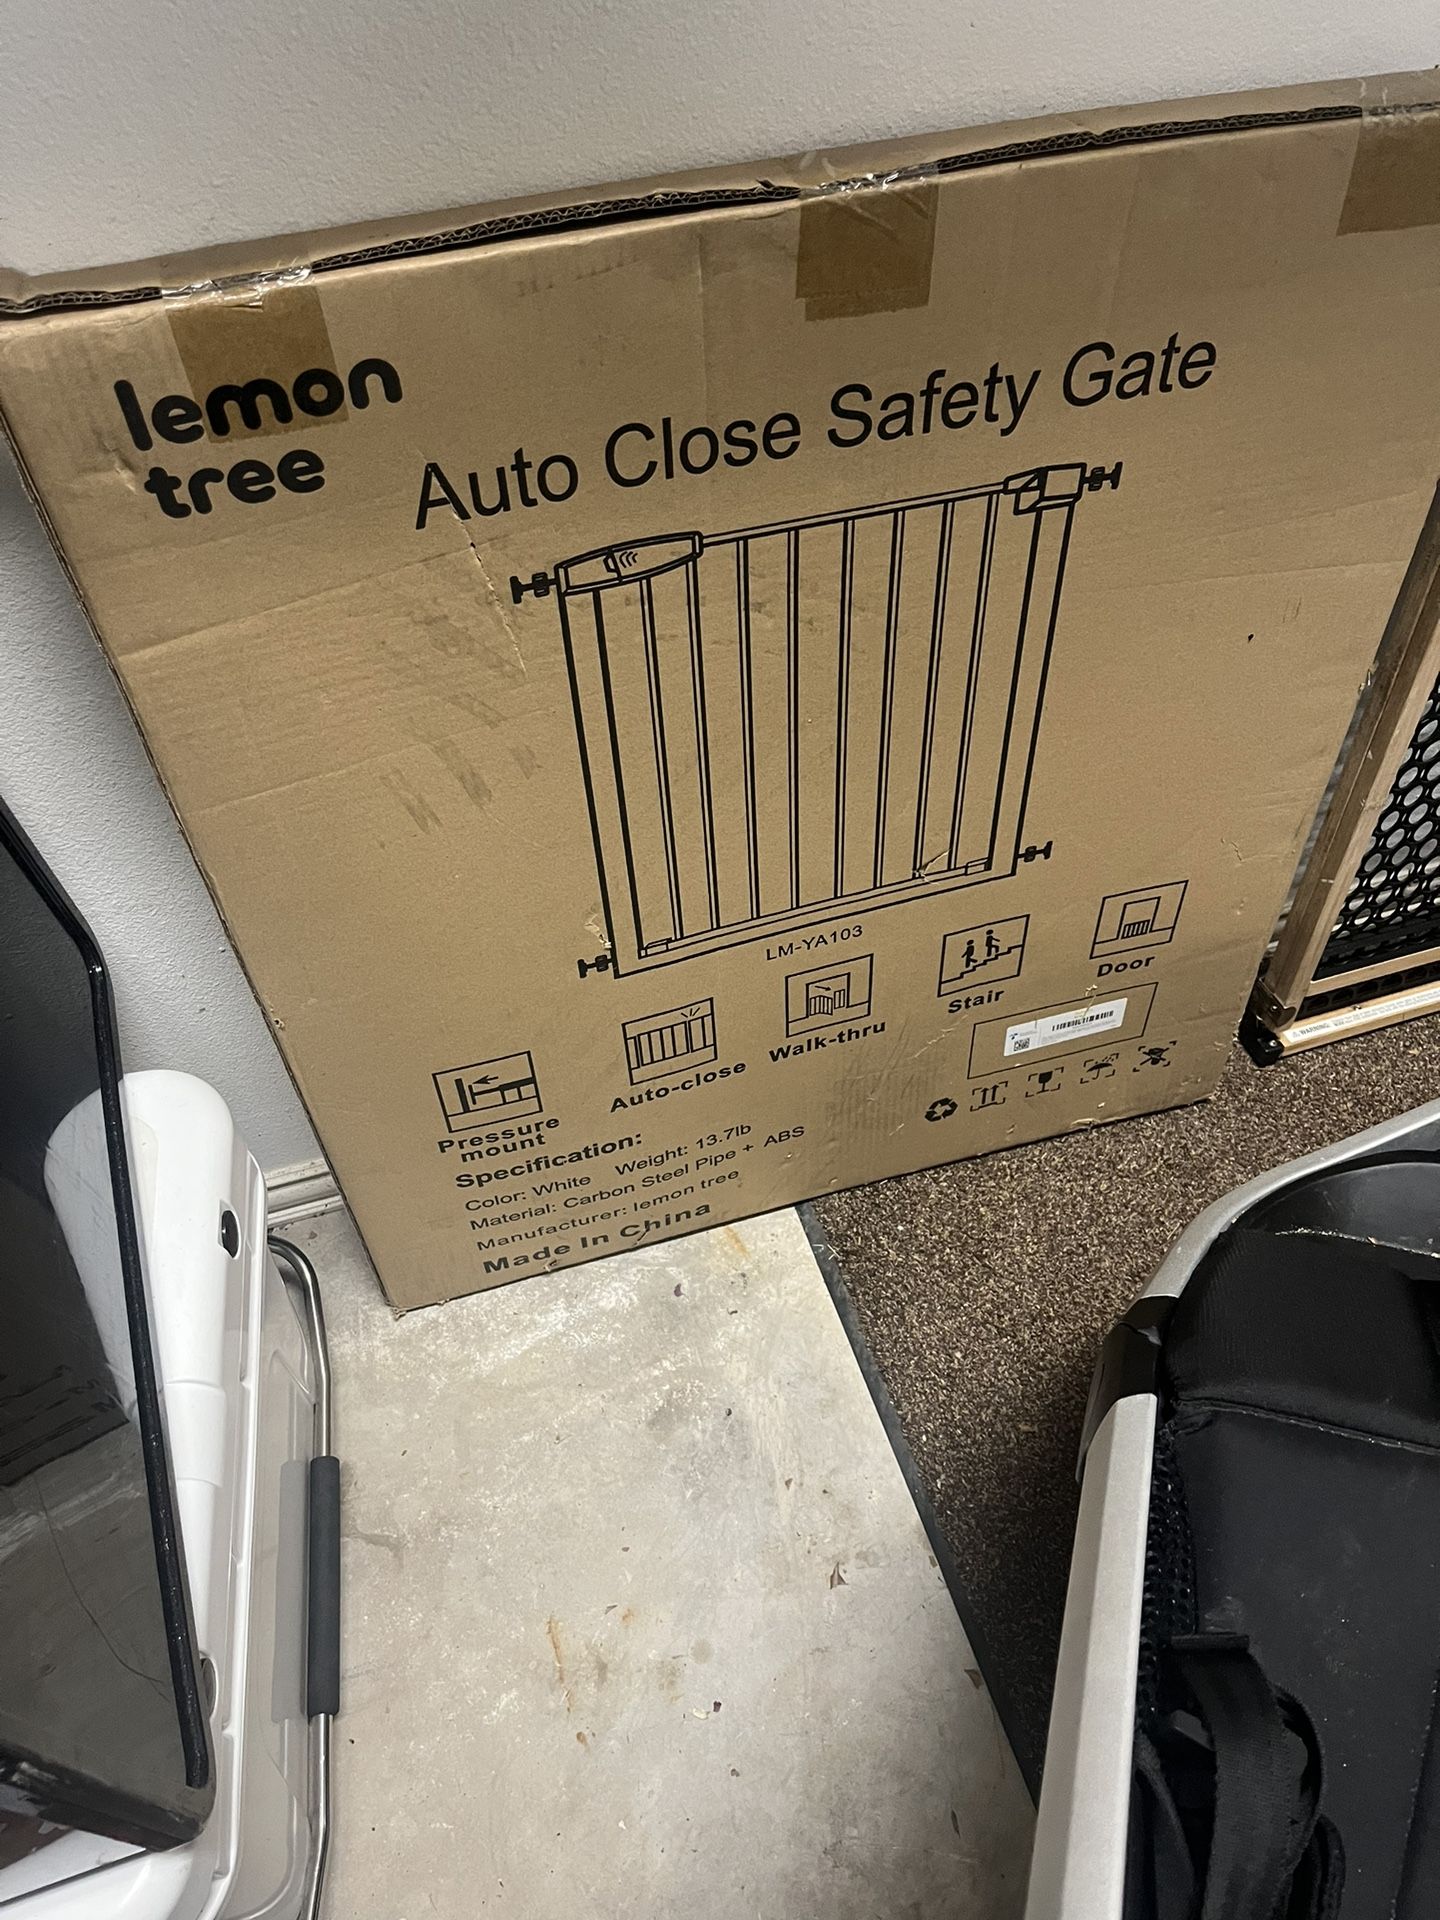 lemon
tree
Auto Close Safety Gate
LM-YA103
Pressure
mount
Auto-close
Walk-thru
Stair
Door
Specification:
Color: White Weight: 13.7lb
Material: Carbon Steel Pipe + ABS
Manufacturer: lemon tree
Made In China
WARNING: